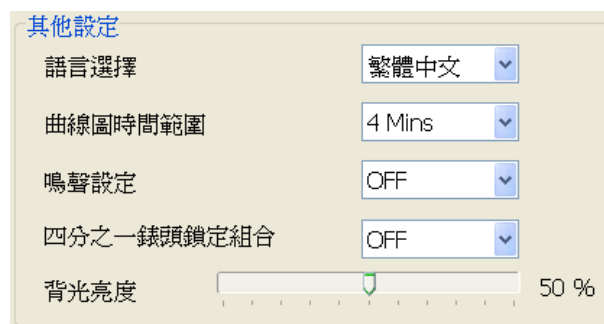 其他設定
語言選擇 繁體中文
曲線圖時間範圍 4 Mins
鳴聲設定 OFF
四分之一錶頭鎖定組合 OFF
背光亮度 50 %